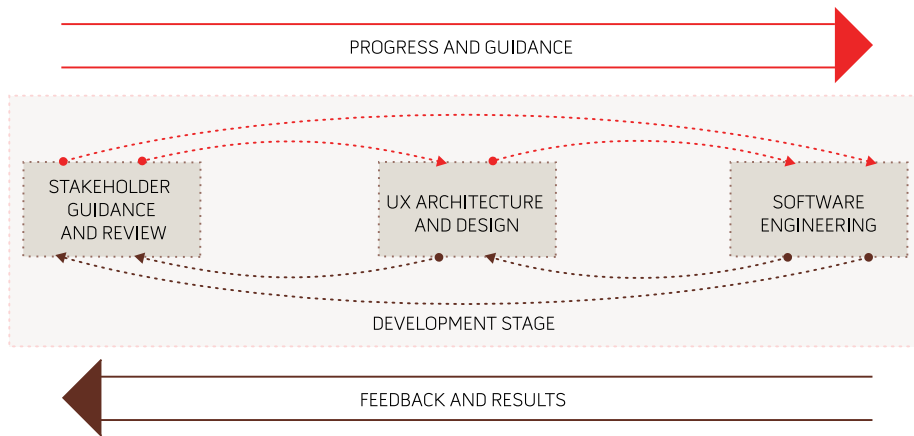 PROGRESS AND GUIDANCE
STAKEHOLDER
GUIDANCE
AND REVIEW
UX ARCHITECTURE
AND DESIGN
SOFTWARE
ENGINEERING
DEVELOPMENT STAGE
FEEDBACK AND RESULTS